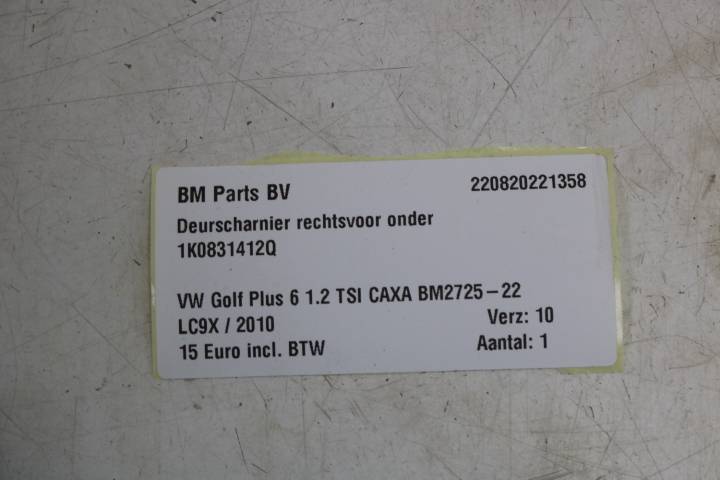 BM Parts BV 220820221358
Deurscharnier rechtsvoor onder
1K0831412Q
VW Golf Plus 6 1.2 TSI CAXA BM2725-22
LC9X / 2010 Verz: 10
15 Euro incl. BTW Aantal: 1